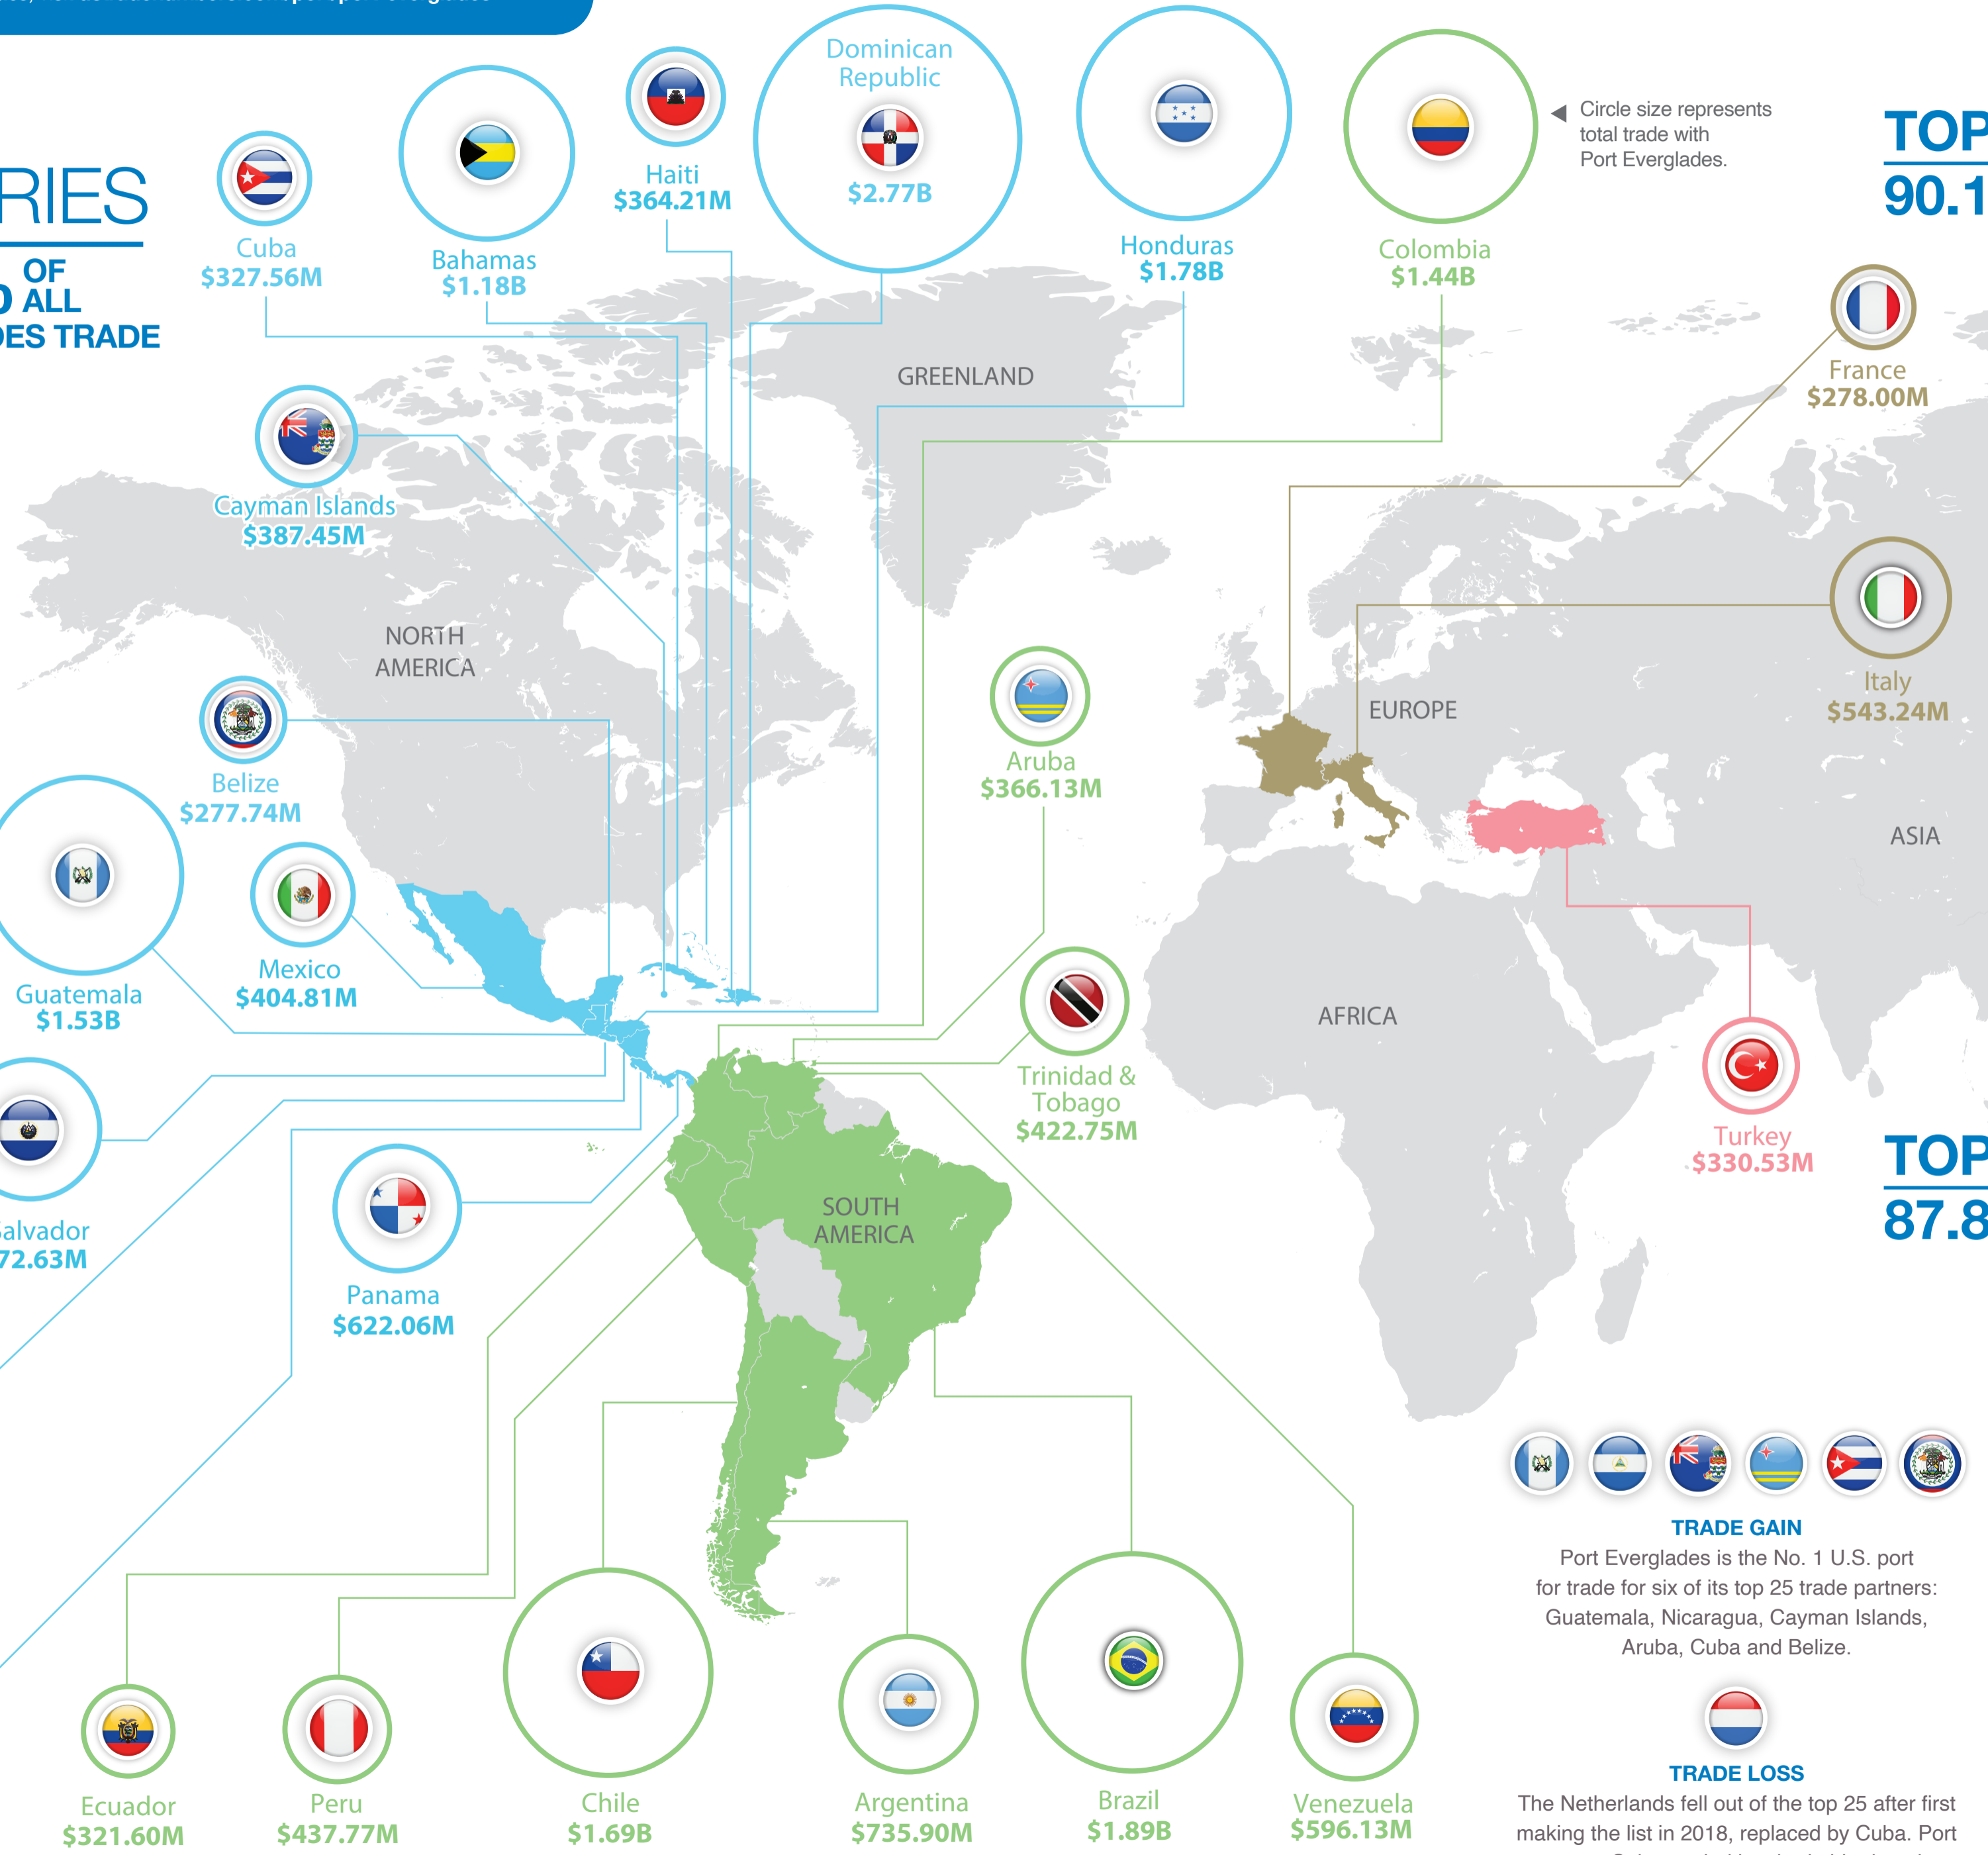 RIES
OF
ALL
DES TRADE
Cuba
$327.56M
Bahamas
$1.18B
Haiti
$364.21M
Dominican
Republic
$2.77B
Honduras
$1.78B
Colombia
$1.44B
Circle size represents
total trade with
Port Everglades.
TOP
90.1
France
$278.00M
GREENLAND
Cayman Islands
$387.45M
NORTH
AMERICA
Italy
$543.24M
EUROPE
Aruba
$366.13M
Belize
$277.74M
ASIA
Guatemala
$1.53B
Mexico
$404.81M
AFRICA
Trinidad &
Tobago
$422.75M
Turkey
$330.53M
TOP
87.8
alvador
72.63M
SOUTH
AMERICA
Panama
$622.06M
TRADE GAIN
Port Everglades is the No. 1 U.S. port
for trade for six of its top 25 trade partners:
Guatemala, Nicaragua, Cayman Islands,
Aruba, Cuba and Belize.
TRADE LOSS
The Netherlands fell out of the top 25 after first
making the list in 2018, replaced by Cuba. Port
Ecuador
$321.60M
Peru
$437.77M
Chile
$1.69B
Argentina
$735.90M
Brazil
$1.89B
Venezuela
$596.13M